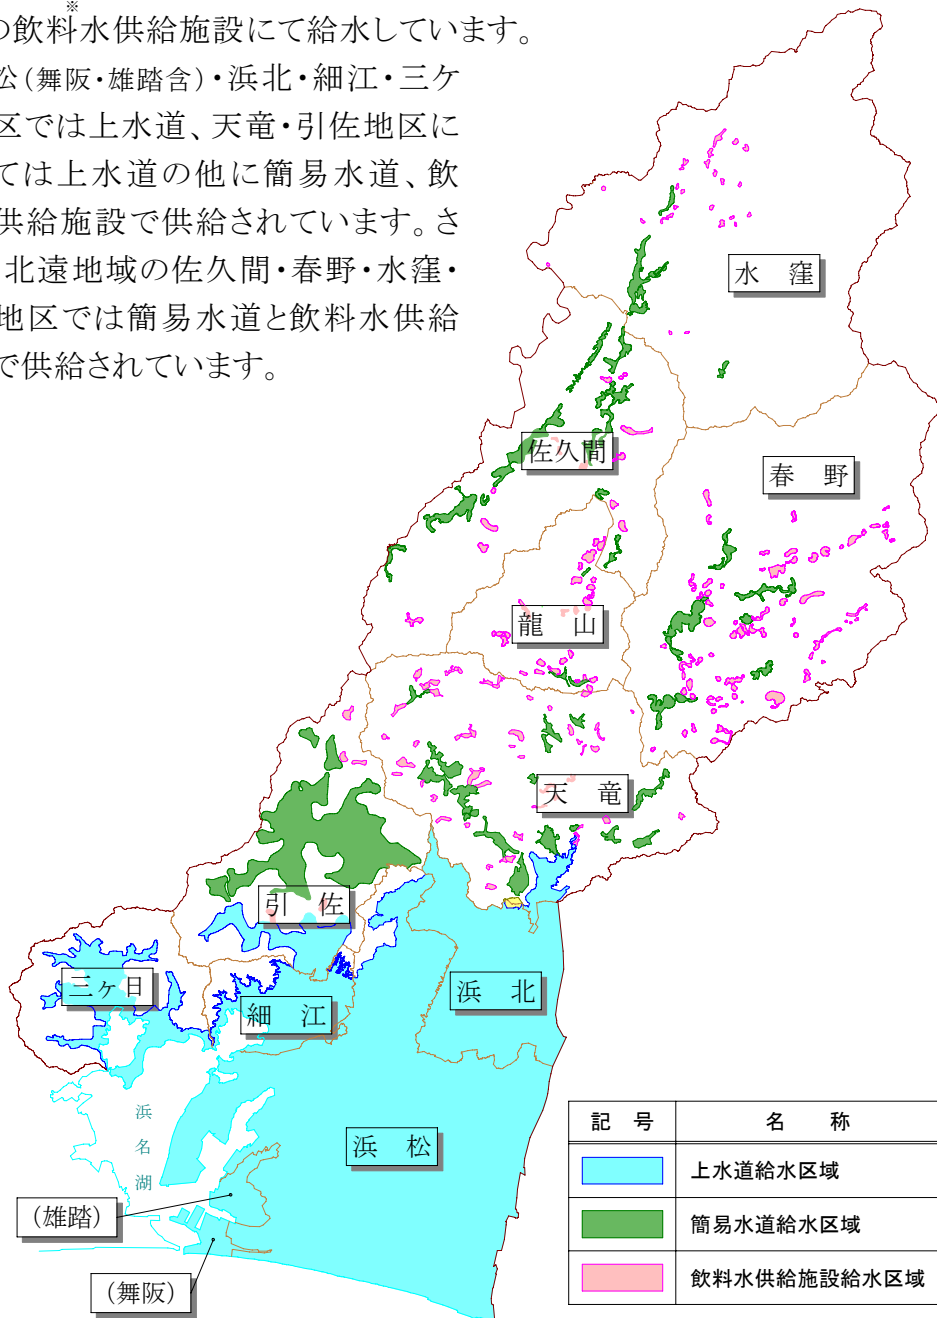 ※
の飲料水供給施設にて給水しています。
松(舞阪・雄踏含)・浜北・細江・三ケ
区では上水道、天竜・引佐地区に
ては上水道の他に簡易水道、飲
供給施設で供給されています。さ
北遠地域の佐久間・春野・水窪・
地区では簡易水道と飲料水供給
で供給されています。
水 窪
佐久間
春 野
龍 山
天 竜
引 佐
三ヶ日
細 江
浜 北
浜名湖
浜 松
(雄踏)
(舞阪)
記 号 名 称
上水道給水区域
簡易水道給水区域
飲料水供給施設給水区域